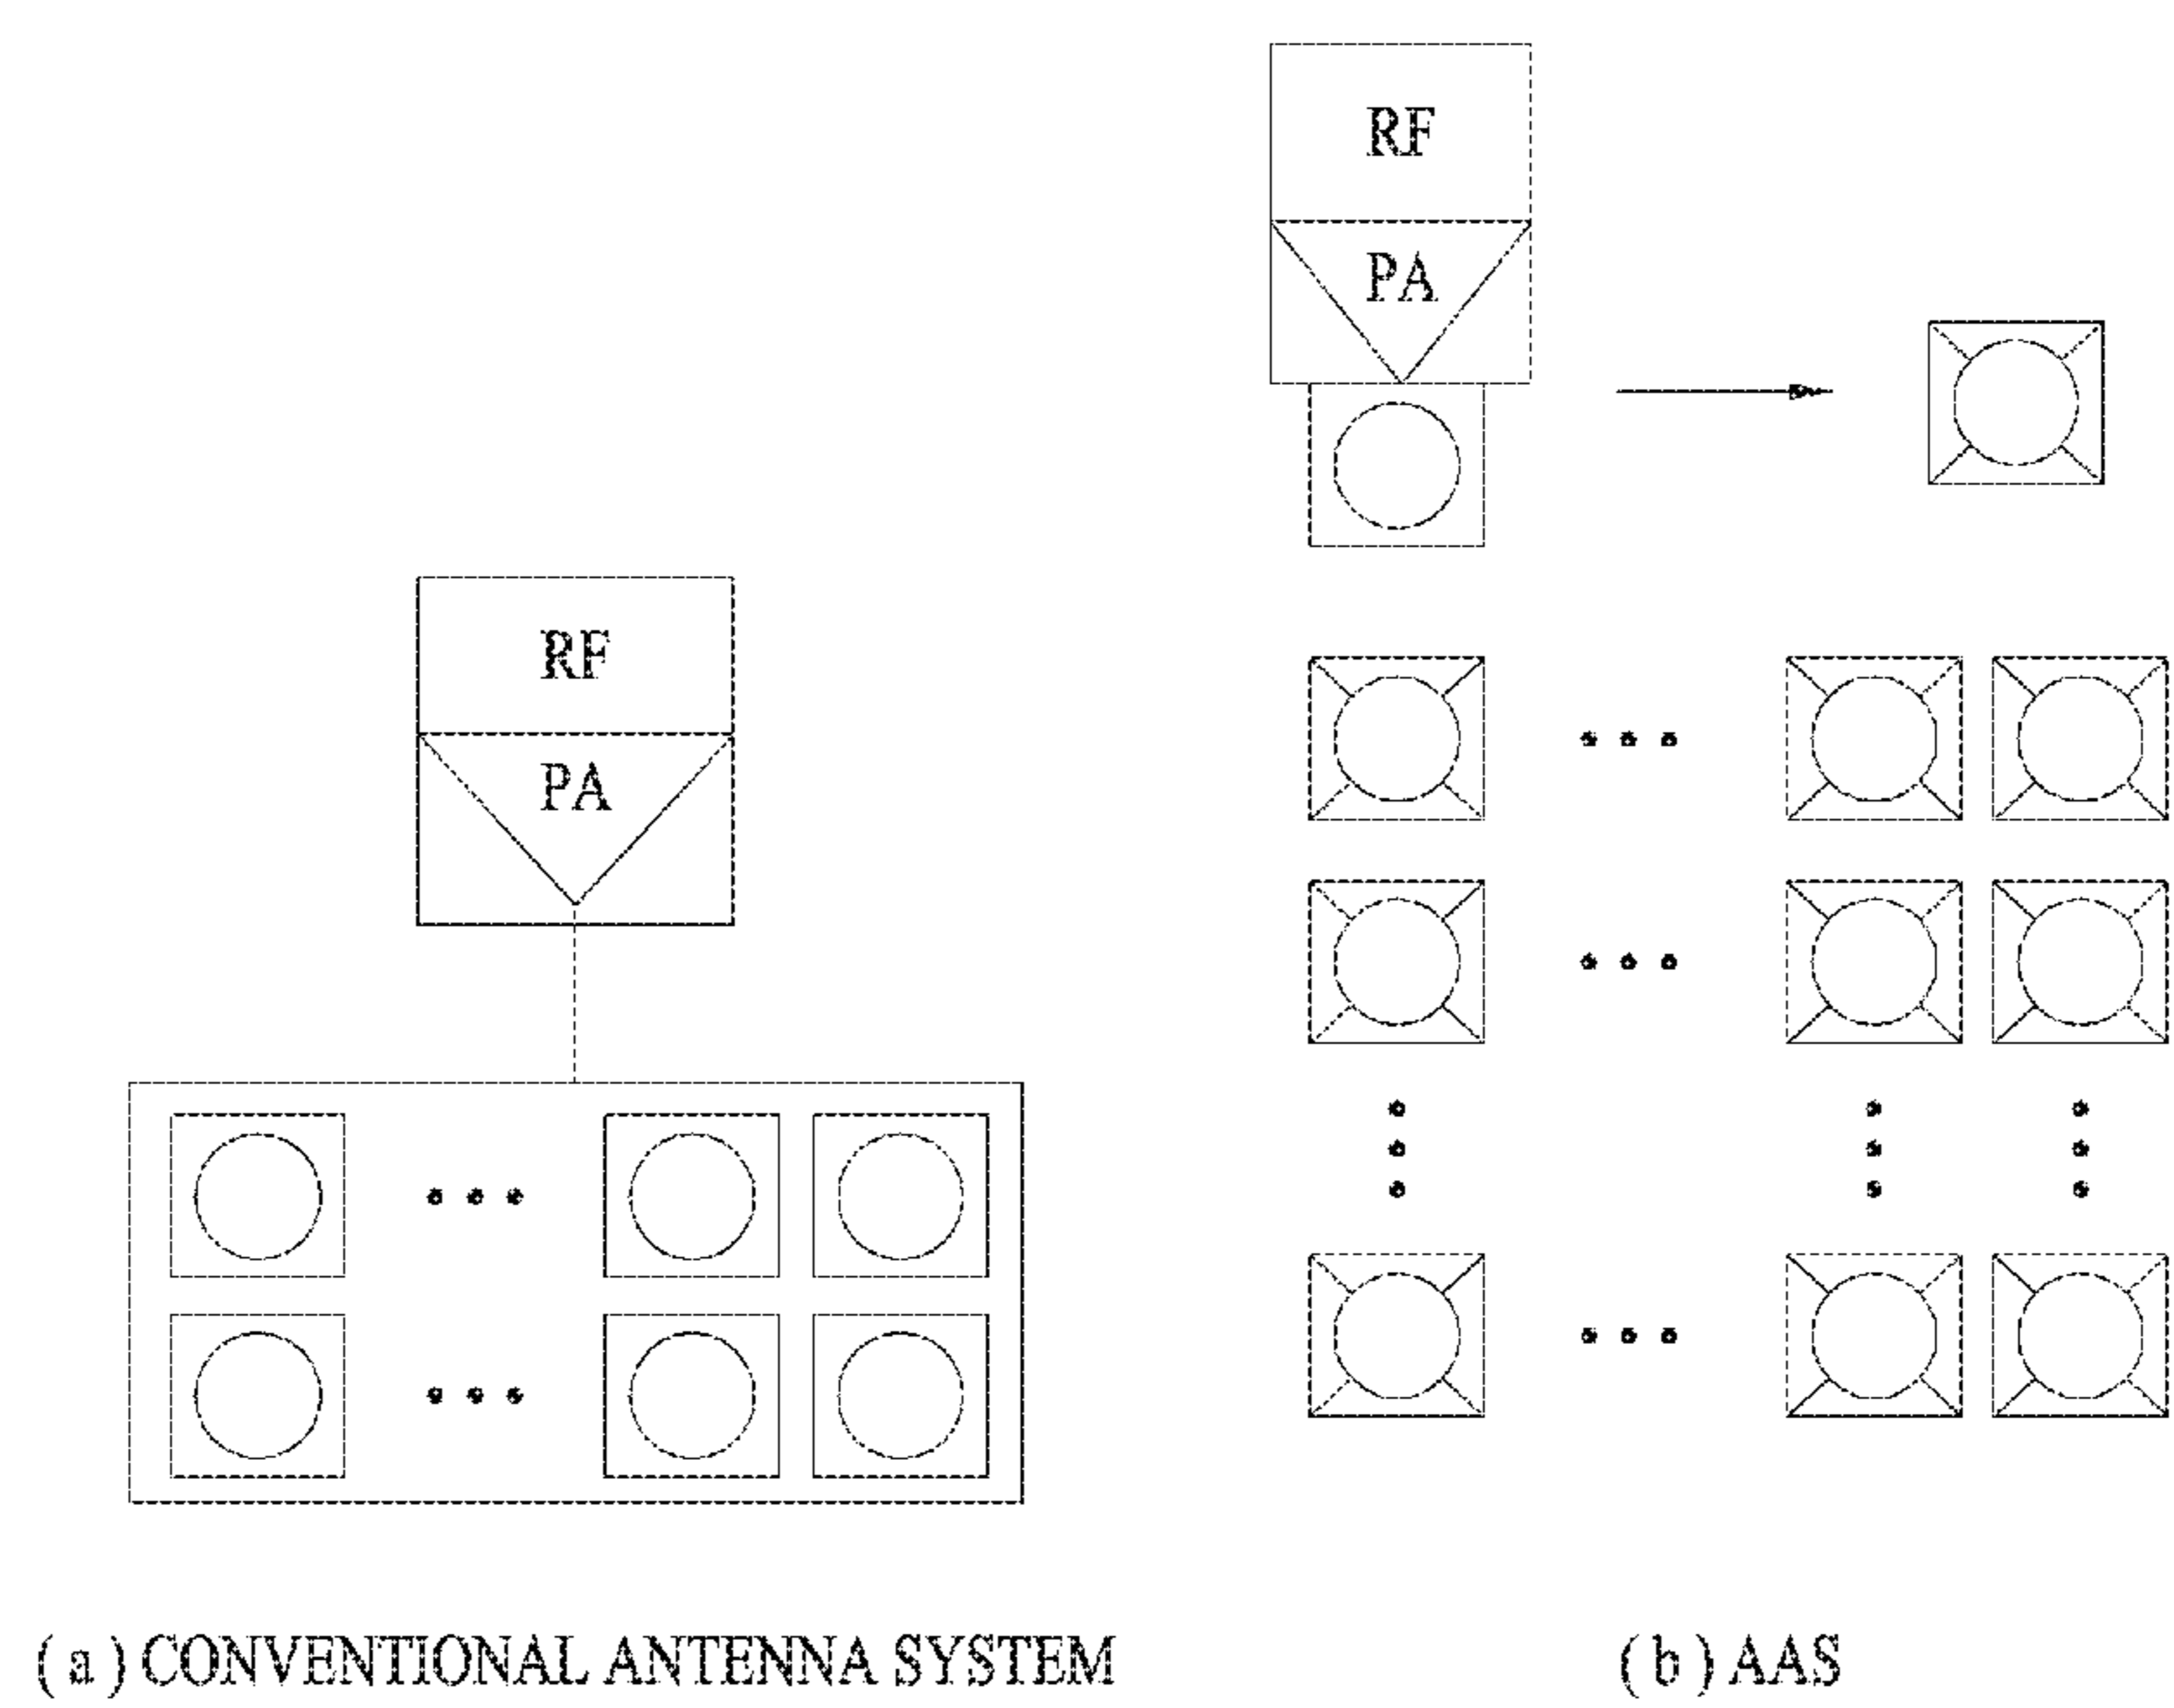 RF
PA
RF
PA
( a ) CONVENTIONAL ANTENNA SYSTEM
( b ) AAS